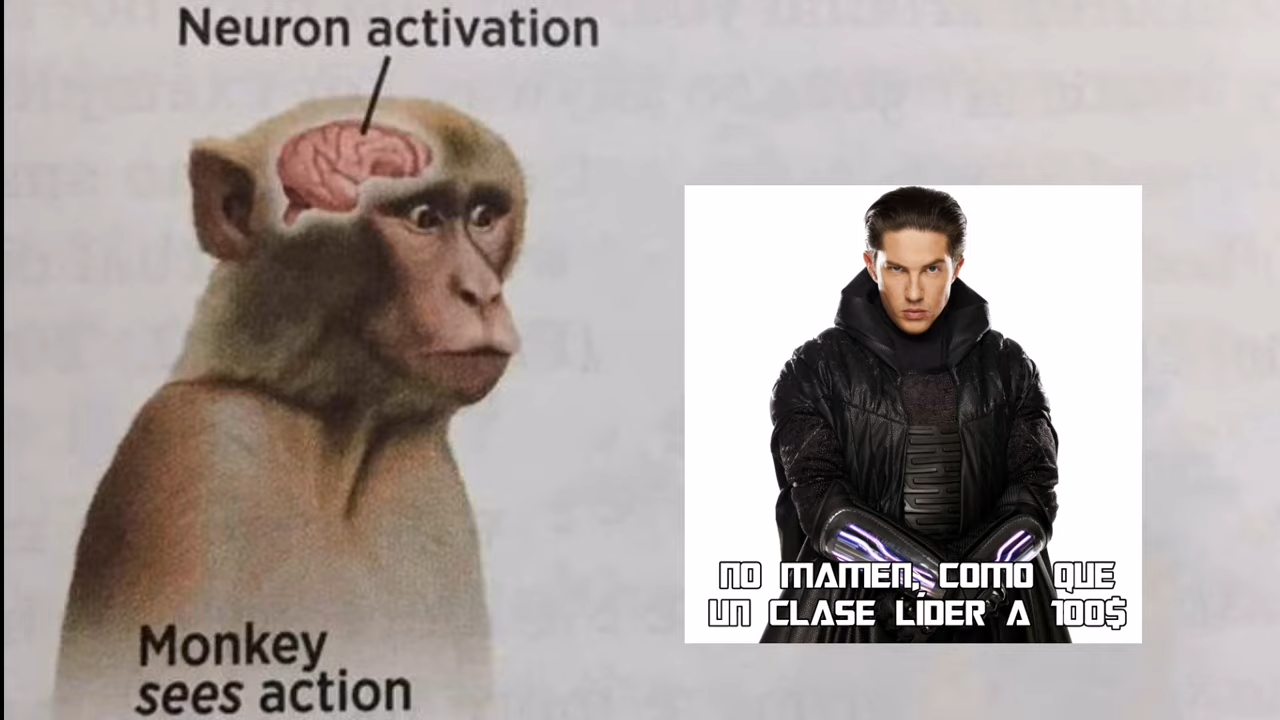 Neuron activation
Monkey
sees action
NO MAMEN, COMO QUE
UN CLASE LÍDER A 100$